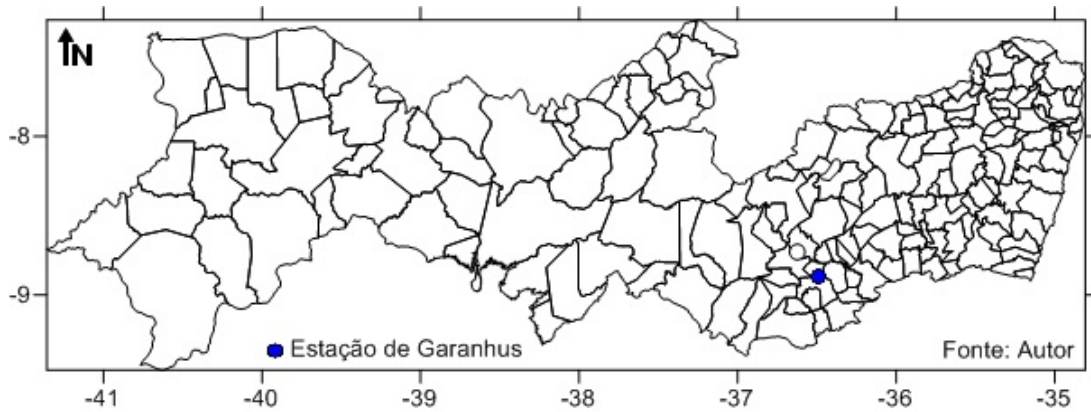 N
-8
-9
Estação de Garanhus
Fonte: Autor
-41 -40 -39 -38 -37 -36 -35